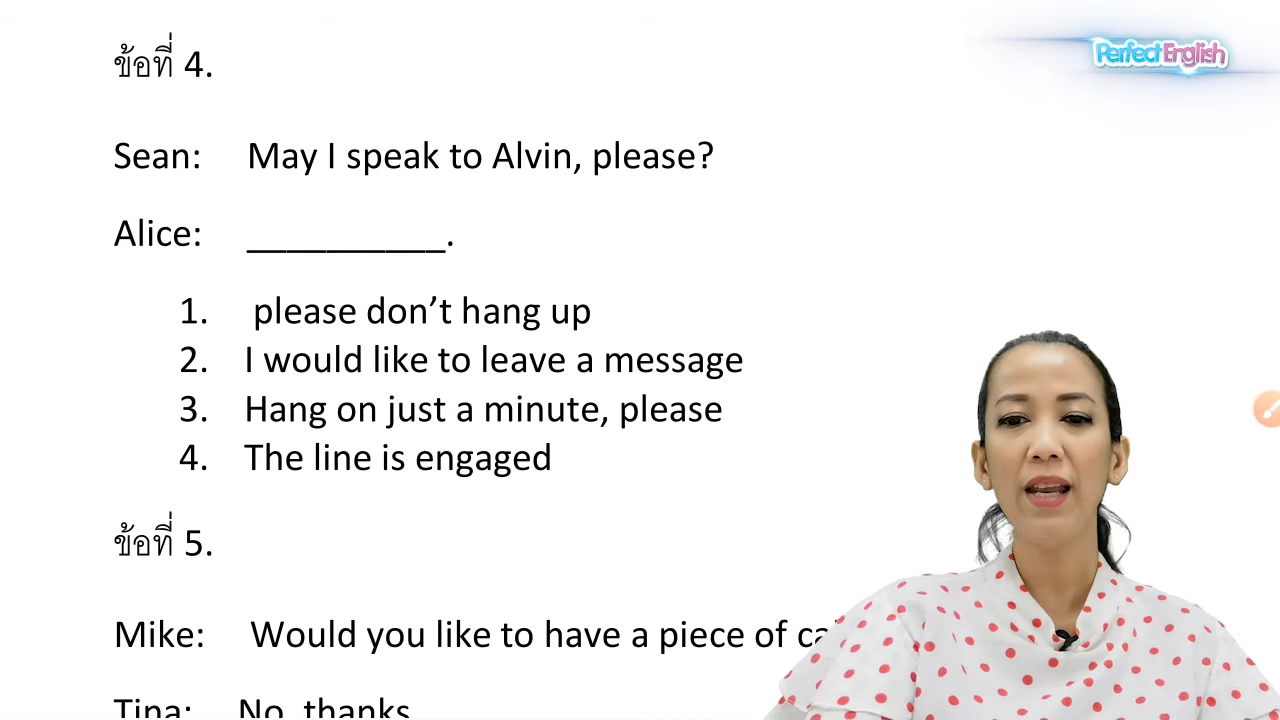 PerfectEnglish
ข้อที่ 4.
Sean: May I speak to Alvin, please?
Alice: __________.
1. please don’t hang up
2. I would like to leave a message
3. Hang on just a minute, please
4. The line is engaged
ข้อที่ 5.
Mike: Would you like to have a piece of
Tina: No, thanks